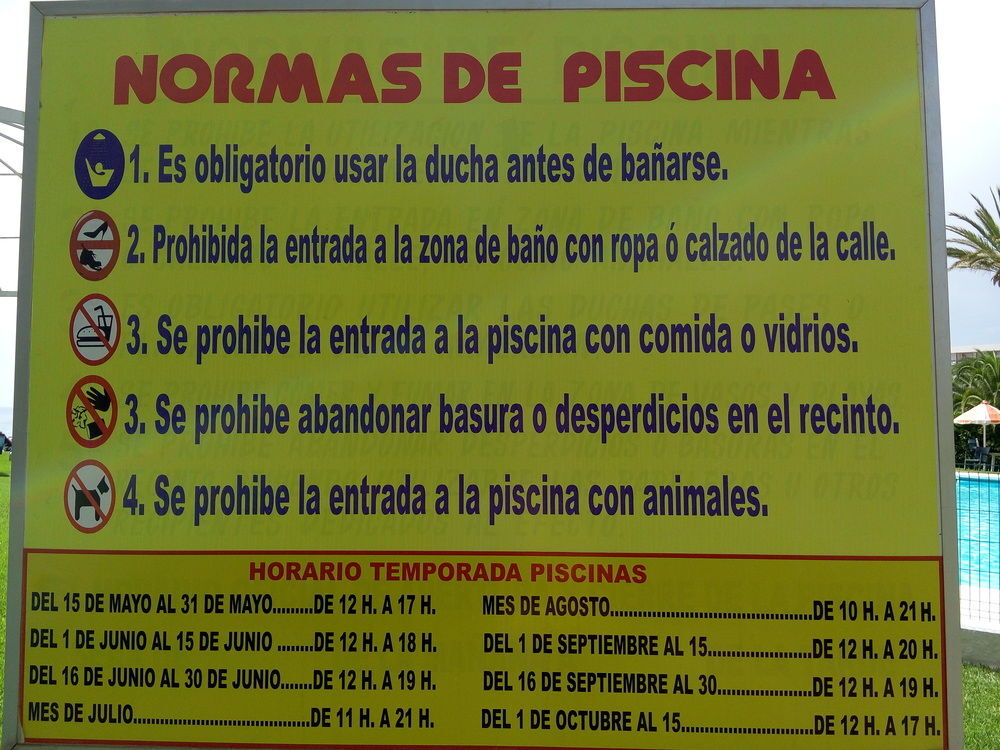 NORMAS DE PISCINA
1. Es obligatorio usar la ducha antes de bañarse.
2. Prohibida la entrada a la zona de baño con ropa ó calzado de la calle.
3. Se prohibe la entrada a la piscina con comida o vidrios.
3. Se prohibe abandonar basura o desperdicios en el recinto.
4. Se prohibe la entrada a la piscina con animales.
HORARIO TEMPORADA PISCINAS
DEL 15 DE MAYO AL 31 DE MAYO.........DE 12 H. A 17 H.
DEL 1 DE JUNIO AL 15 DE JUNIO ........DE 12 H. A 18 H.
DEL 16 DE JUNIO AL 30 DE JUNIO.......DE 12 H. A 19 H.
MES DE JULIO.......................................DE 11 H. A 21 H.
MES DE AGOSTO.............................................DE 10 H. A 21 H.
DEL 1 DE SEPTIEMBRE AL 15.......................DE 12 H. A 20 H.
DEL 16 DE SEPTIEMBRE AL 30.....................DE 12 H. A 19 H.
DEL 1 DE OCTUBRE AL 15.............................DE 12 H. A 17 H.